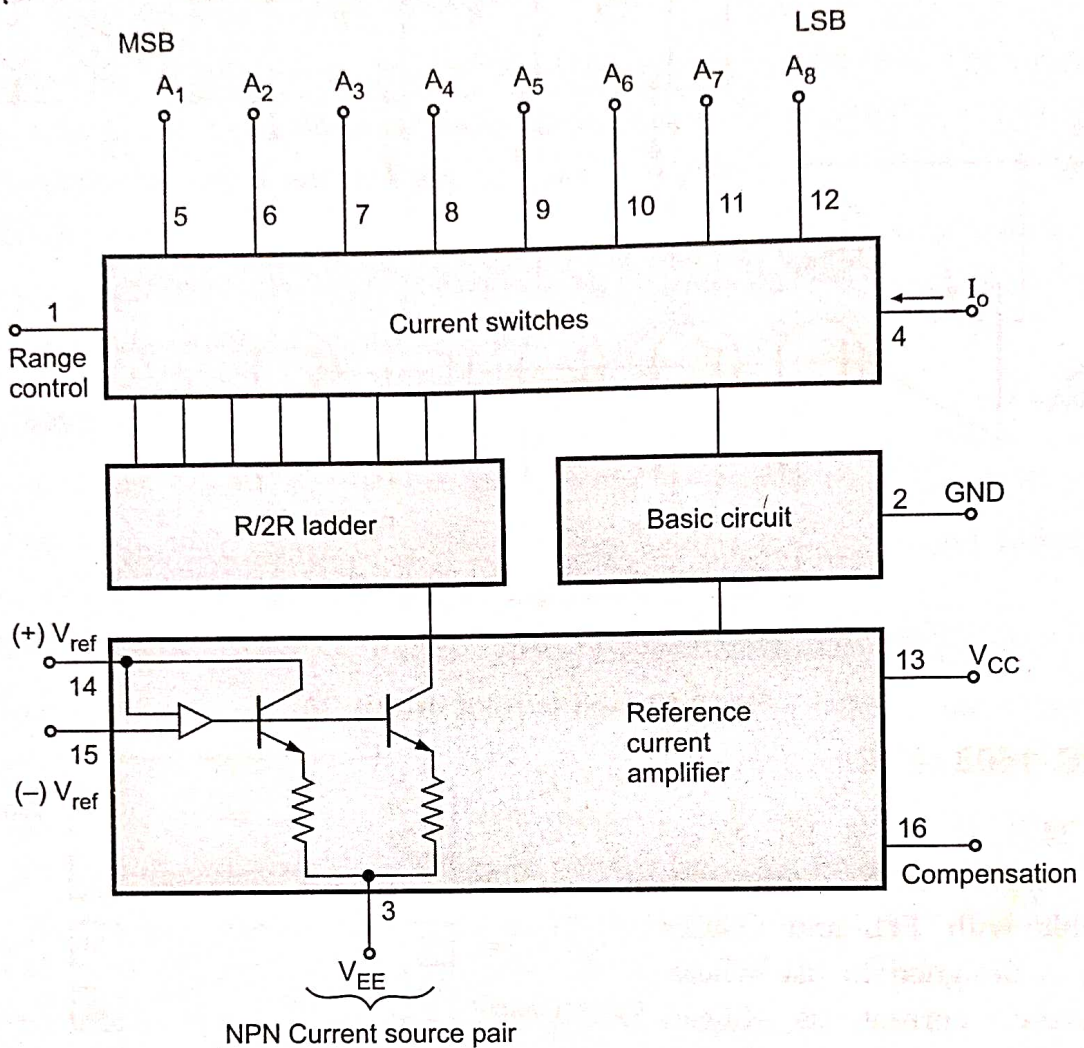 MSB
LSB
A1 A2 A3 A4 A5 A6 A7 A8
5 6 7 8 9 10 11 12
1
Range
control
Current switches
Io
4
R/2R ladder
Basic circuit
2
GND
(+) Vref
14
15
(–) Vref
Reference
current
amplifier
13
VCC
16
Compensation
3
VEE
NPN Current source pair